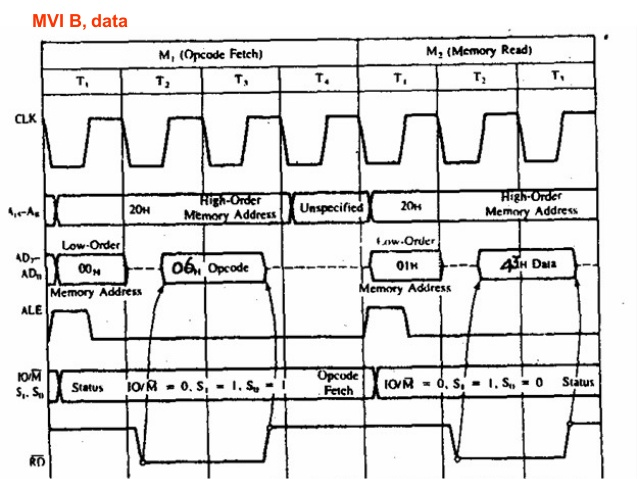 MVI B, data
M₁ (Opcode Fetch) M₂ (Memory Read)
T₁ T₂ T₃ T₄ T₁ T₂ T₃
CLK
A₁₅–A₈ 20H High-Order Memory Address Unspecified 20H High-Order Memory Address
Low-Order Low-Order
AD₇– AD₀ 00H 06H Opcode 01H 43H Data
Memory Address Memory Address
ALE
IO/M̅ S₁, S₀ Status IO/M̅ = 0, S₁ = 1, S₀ = 1 Opcode Fetch IO/M̅ = 0, S₁ = 1, S₀ = 0 Status
R̅D̅